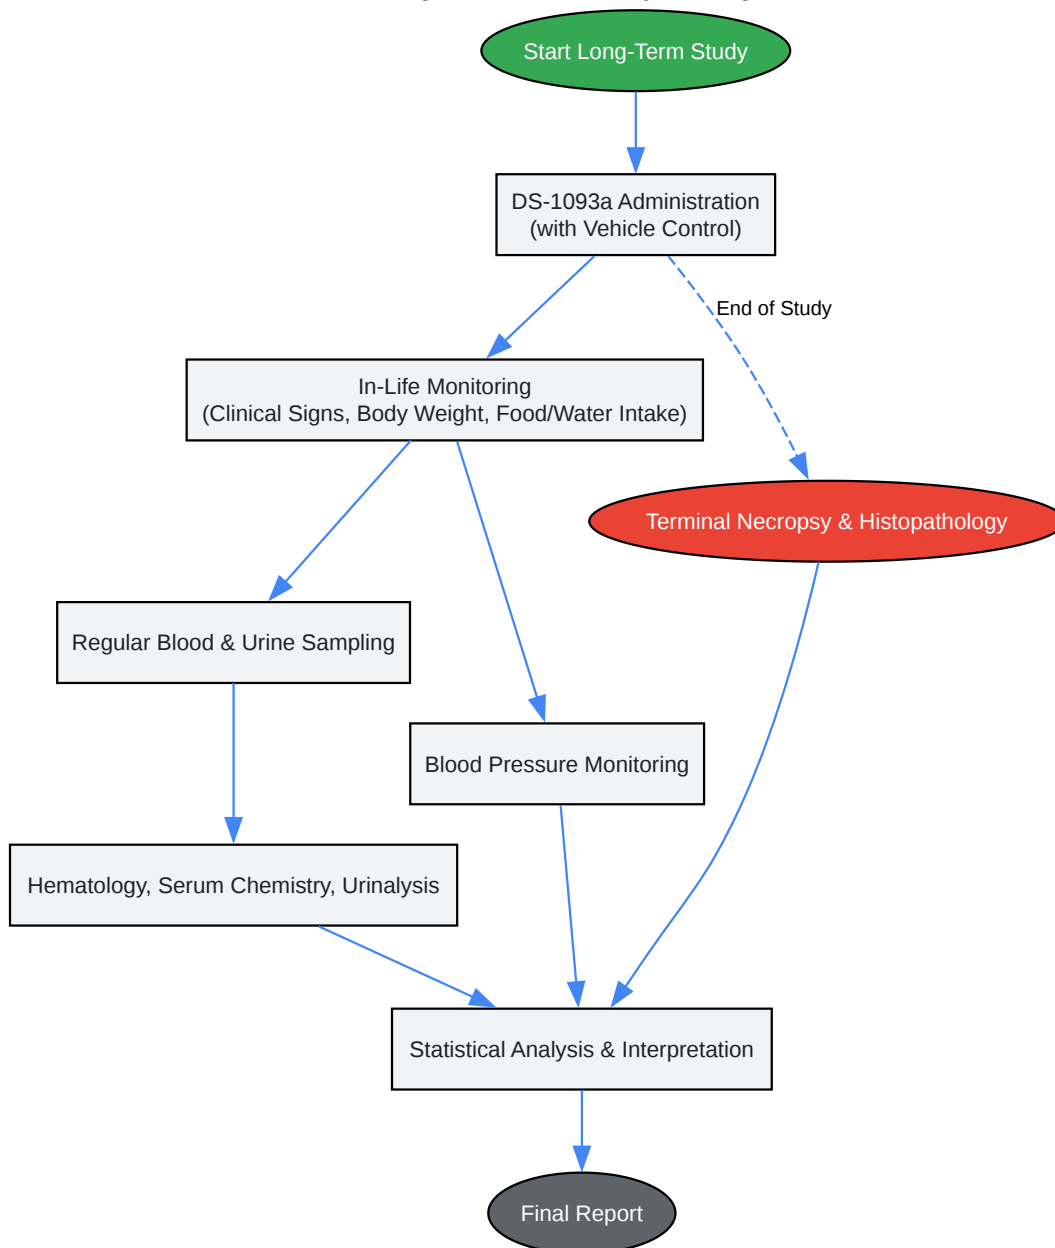 Start Long-Term Study
DS-1093a Administration
(with Vehicle Control)
End of Study
In-Life Monitoring
(Clinical Signs, Body Weight, Food/Water Intake)
Terminal Necropsy & Histopathology
Regular Blood & Urine Sampling
Blood Pressure Monitoring
Hematology, Serum Chemistry, Urinalysis
Statistical Analysis & Interpretation
Final Report